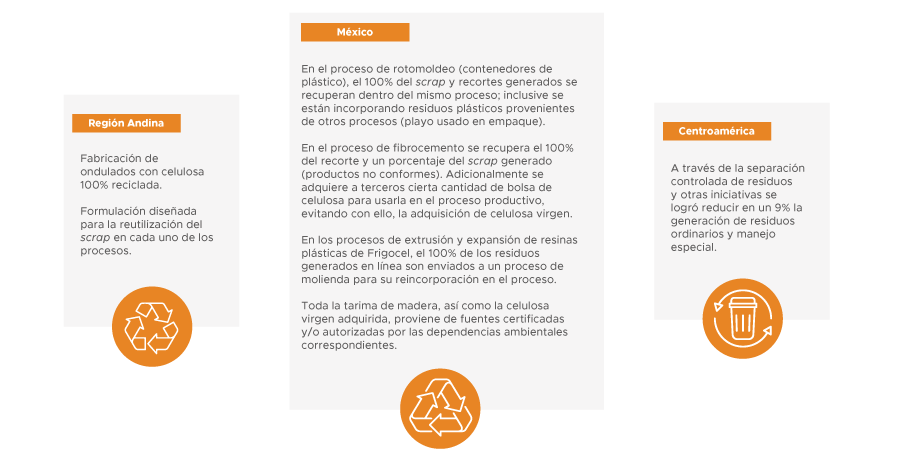 Región Andina
Fabricación de
ondulados con celulosa
100% reciclada.
Formulación diseñada
para la reutilización del
scrap en cada uno de los
procesos.
México
En el proceso de rotomoldeo (contenedores de
plástico), el 100% del scrap y recortes generados se
recuperan dentro del mismo proceso; inclusive se
están incorporando residuos plásticos provenientes
de otros procesos (playo usado en empaque).
En el proceso de fibrocemento se recupera el 100%
del recorte y un porcentaje del scrap generado
(productos no conformes). Adicionalmente se
adquiere a terceros cierta cantidad de bolsa de
celulosa para usarla en el proceso productivo,
evitando con ello, la adquisición de celulosa virgen.
En los procesos de extrusión y expansión de resinas
plásticas de Frigocel, el 100% de los residuos
generados en línea son enviados a un proceso de
molienda para su reincorporación en el proceso.
Toda la tarima de madera, así como la celulosa
virgen adquirida, proviene de fuentes certificadas
y/o autorizadas por las dependencias ambientales
correspondientes.
Centroamérica
A través de la separación
controlada de residuos
y otras iniciativas se
logró reducir en un 9% la
generación de residuos
ordinarios y manejo
especial.